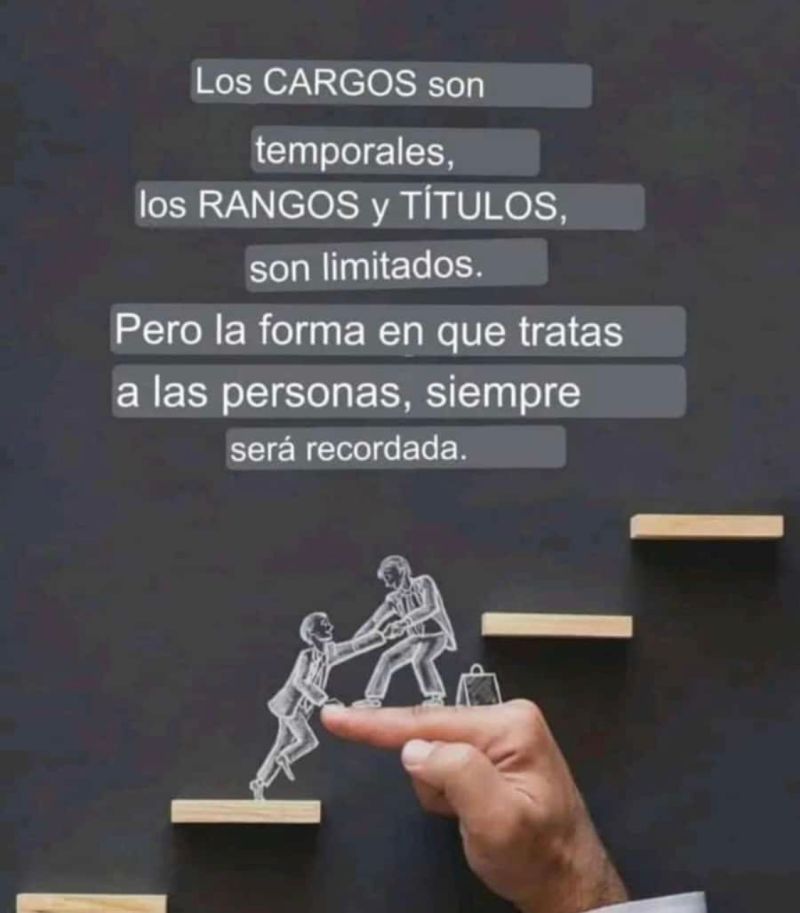 Los CARGOS son
temporales,
los RANGOS y TÍTULOS,
son limitados.
Pero la forma en que tratas
a las personas, siempre
será recordada.